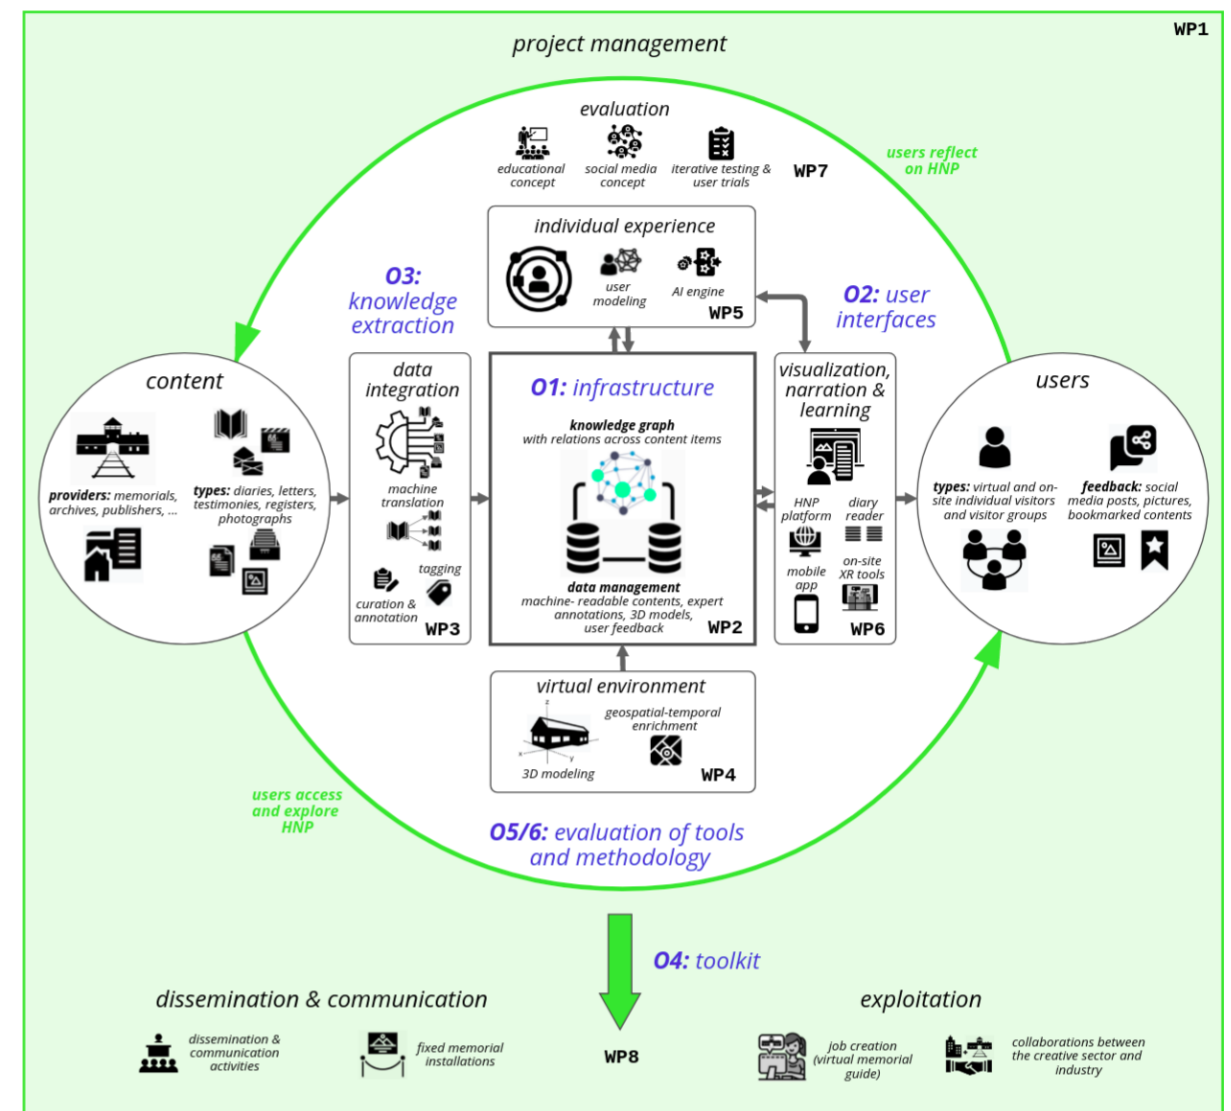 WP1
project management
evaluation
educational
concept
social media
concept
iterative testing &
user trials
WP7
users reflect
on HNP
individual experience
user
modeling
AI engine
WP5
O3:
knowledge
extraction
O2: user
interfaces
content
providers: memorials,
archives, publishers, ...
types: diaries, letters,
testimonies, registers,
photographs
data
integration
machine
translation
tagging
curation &
annotation
WP3
O1: infrastructure
knowledge graph
with relations across content items
data management
machine- readable contents, expert
annotations, 3D models,
user feedback
WP2
visualization,
narration &
learning
HNP
platform
diary
reader
mobile
app
on-site
XR tools
WP6
users
types: virtual and on-
site individual visitors
and visitor groups
feedback: social
media posts, pictures,
bookmarked contents
virtual environment
z
x
y
3D modeling
geospatial-temporal
enrichment
WP4
users access
and explore
HNP
O5/6: evaluation of tools
and methodology
O4: toolkit
dissemination & communication
dissemination &
communication
activities
fixed memorial
installations
WP8
exploitation
job creation
(virtual memorial
guide)
collaborations between
the creative sector and
industry